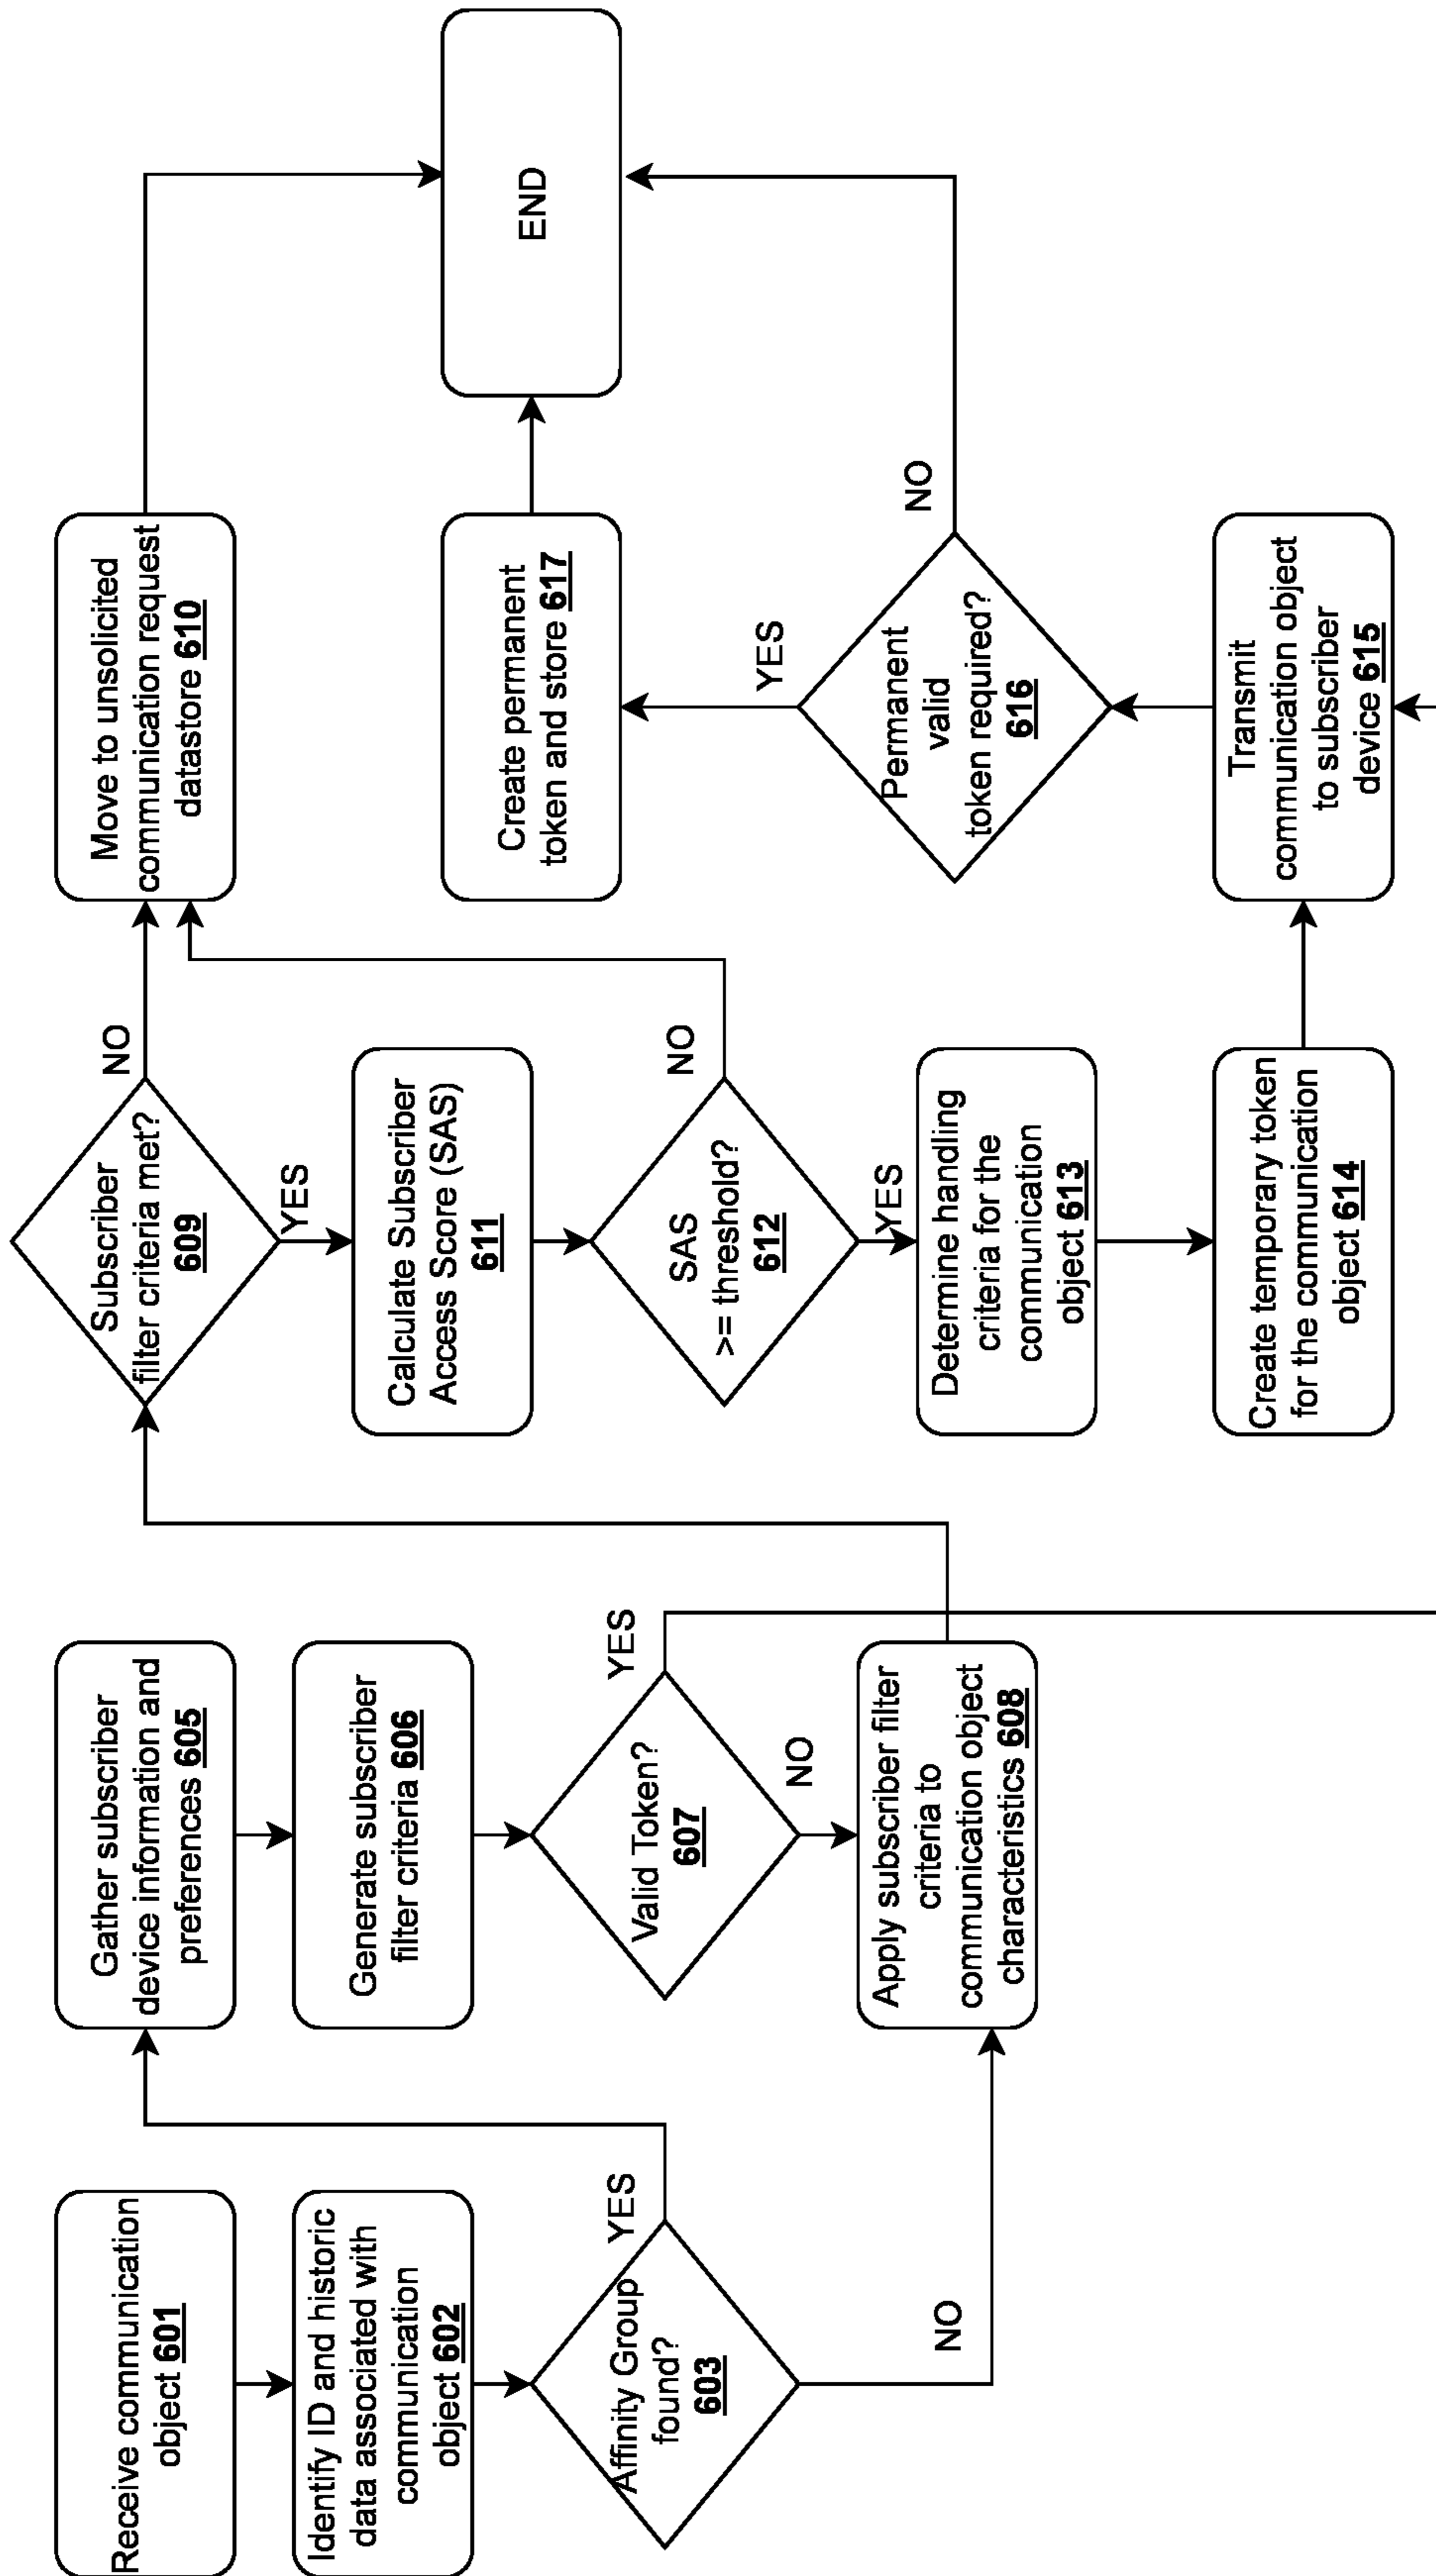 Receive communication
object 601
Identify ID and historic
data associated with
communication
object 602
Affinity Group
found?
603
YES
NO
Gather subscriber
device information and
preferences 605
Generate subscriber
filter criteria 606
Valid Token?
607
YES
NO
Apply subscriber filter
criteria to
communication object
characteristics 608
Subscriber
filter criteria met?
609
NO
YES
Calculate Subscriber
Access Score (SAS)
611
SAS
>= threshold?
612
NO
YES
Determine handling
criteria for the
communication
object 613
Create temporary token
for the communication
object 614
Move to unsolicited
communication request
datastore 610
Create permanent
token and store 617
YES
Permanent
valid
token required?
616
NO
Transmit
communication object
to subscriber
device 615
END